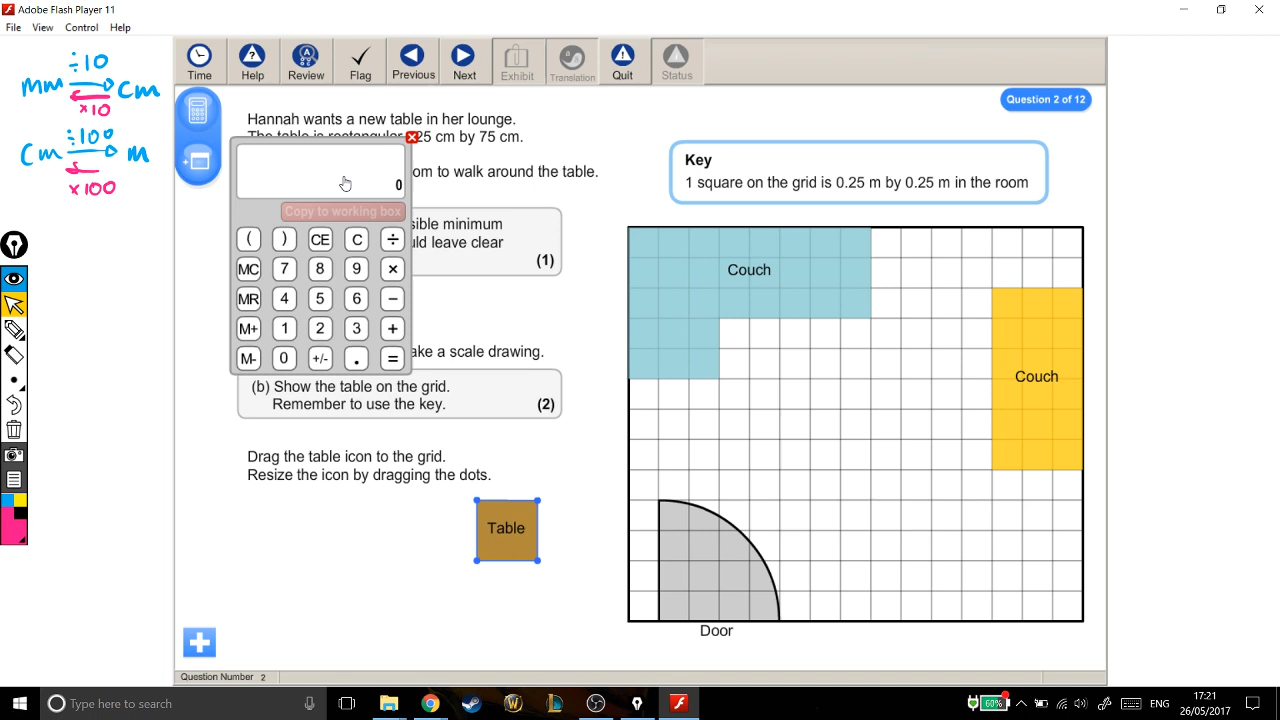 Adobe Flash Player 11
File View Control Help
÷10
mm cm
×10
÷100
cm m
×100
Time Help Review Flag Previous Next Exhibit Translation Quit Status
Question 2 of 12
Hannah wants a new table in her lounge.
The table is rectangular 25 cm by 75 cm.
om to walk around the table.
sible minimum
uld leave clear
(1)
0
Copy to working box
( ) CE C ÷
MC 7 8 9 ×
MR 4 5 6 −
M+ 1 2 3 +
M- 0 +/- . =
ake a scale drawing.
(b) Show the table on the grid.
Remember to use the key. (2)
Drag the table icon to the grid.
Resize the icon by dragging the dots.
Table
Key
1 square on the grid is 0.25 m by 0.25 m in the room
Couch
Couch
Door
Question Number 2
Type here to search
60%
ENG
17:21
26/05/2017